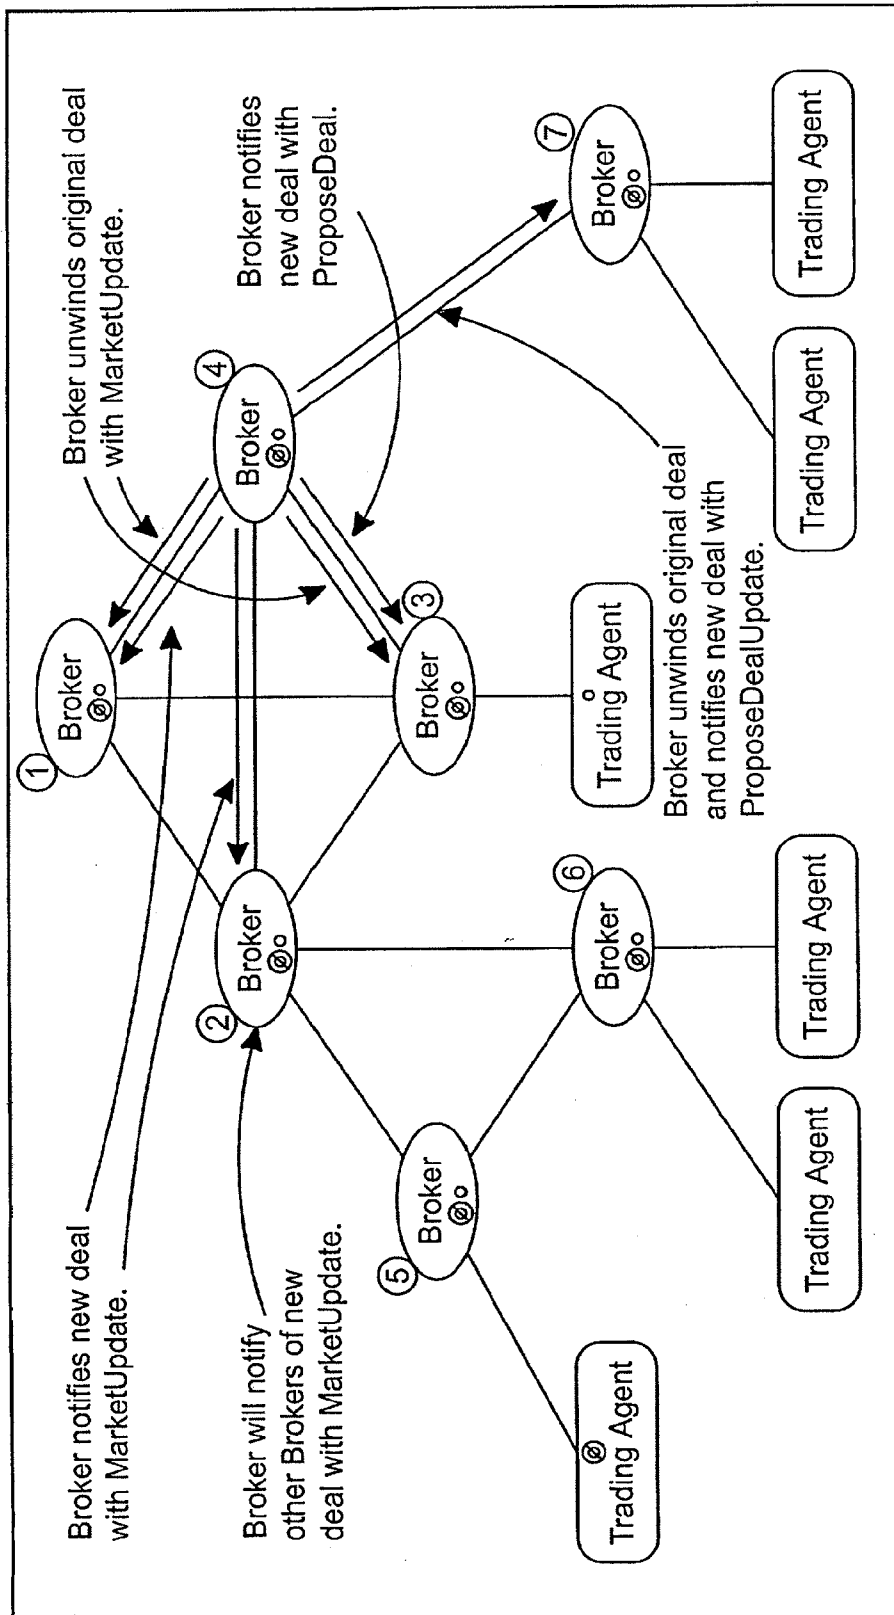 Broker notifies new deal
with MarketUpdate.
Broker unwinds original deal
with MarketUpdate.
Broker notifies
new deal with
ProposeDeal.
Broker will notify
other Brokers of new
deal with MarketUpdate.
1
Broker
2
Broker
4
Broker
3
Broker
5
Broker
6
Broker
7
Broker
Broker unwinds original deal
and notifies new deal with
ProposeDealUpdate.
Trading Agent
Trading Agent
Trading Agent
Trading Agent
Trading Agent
Trading Agent